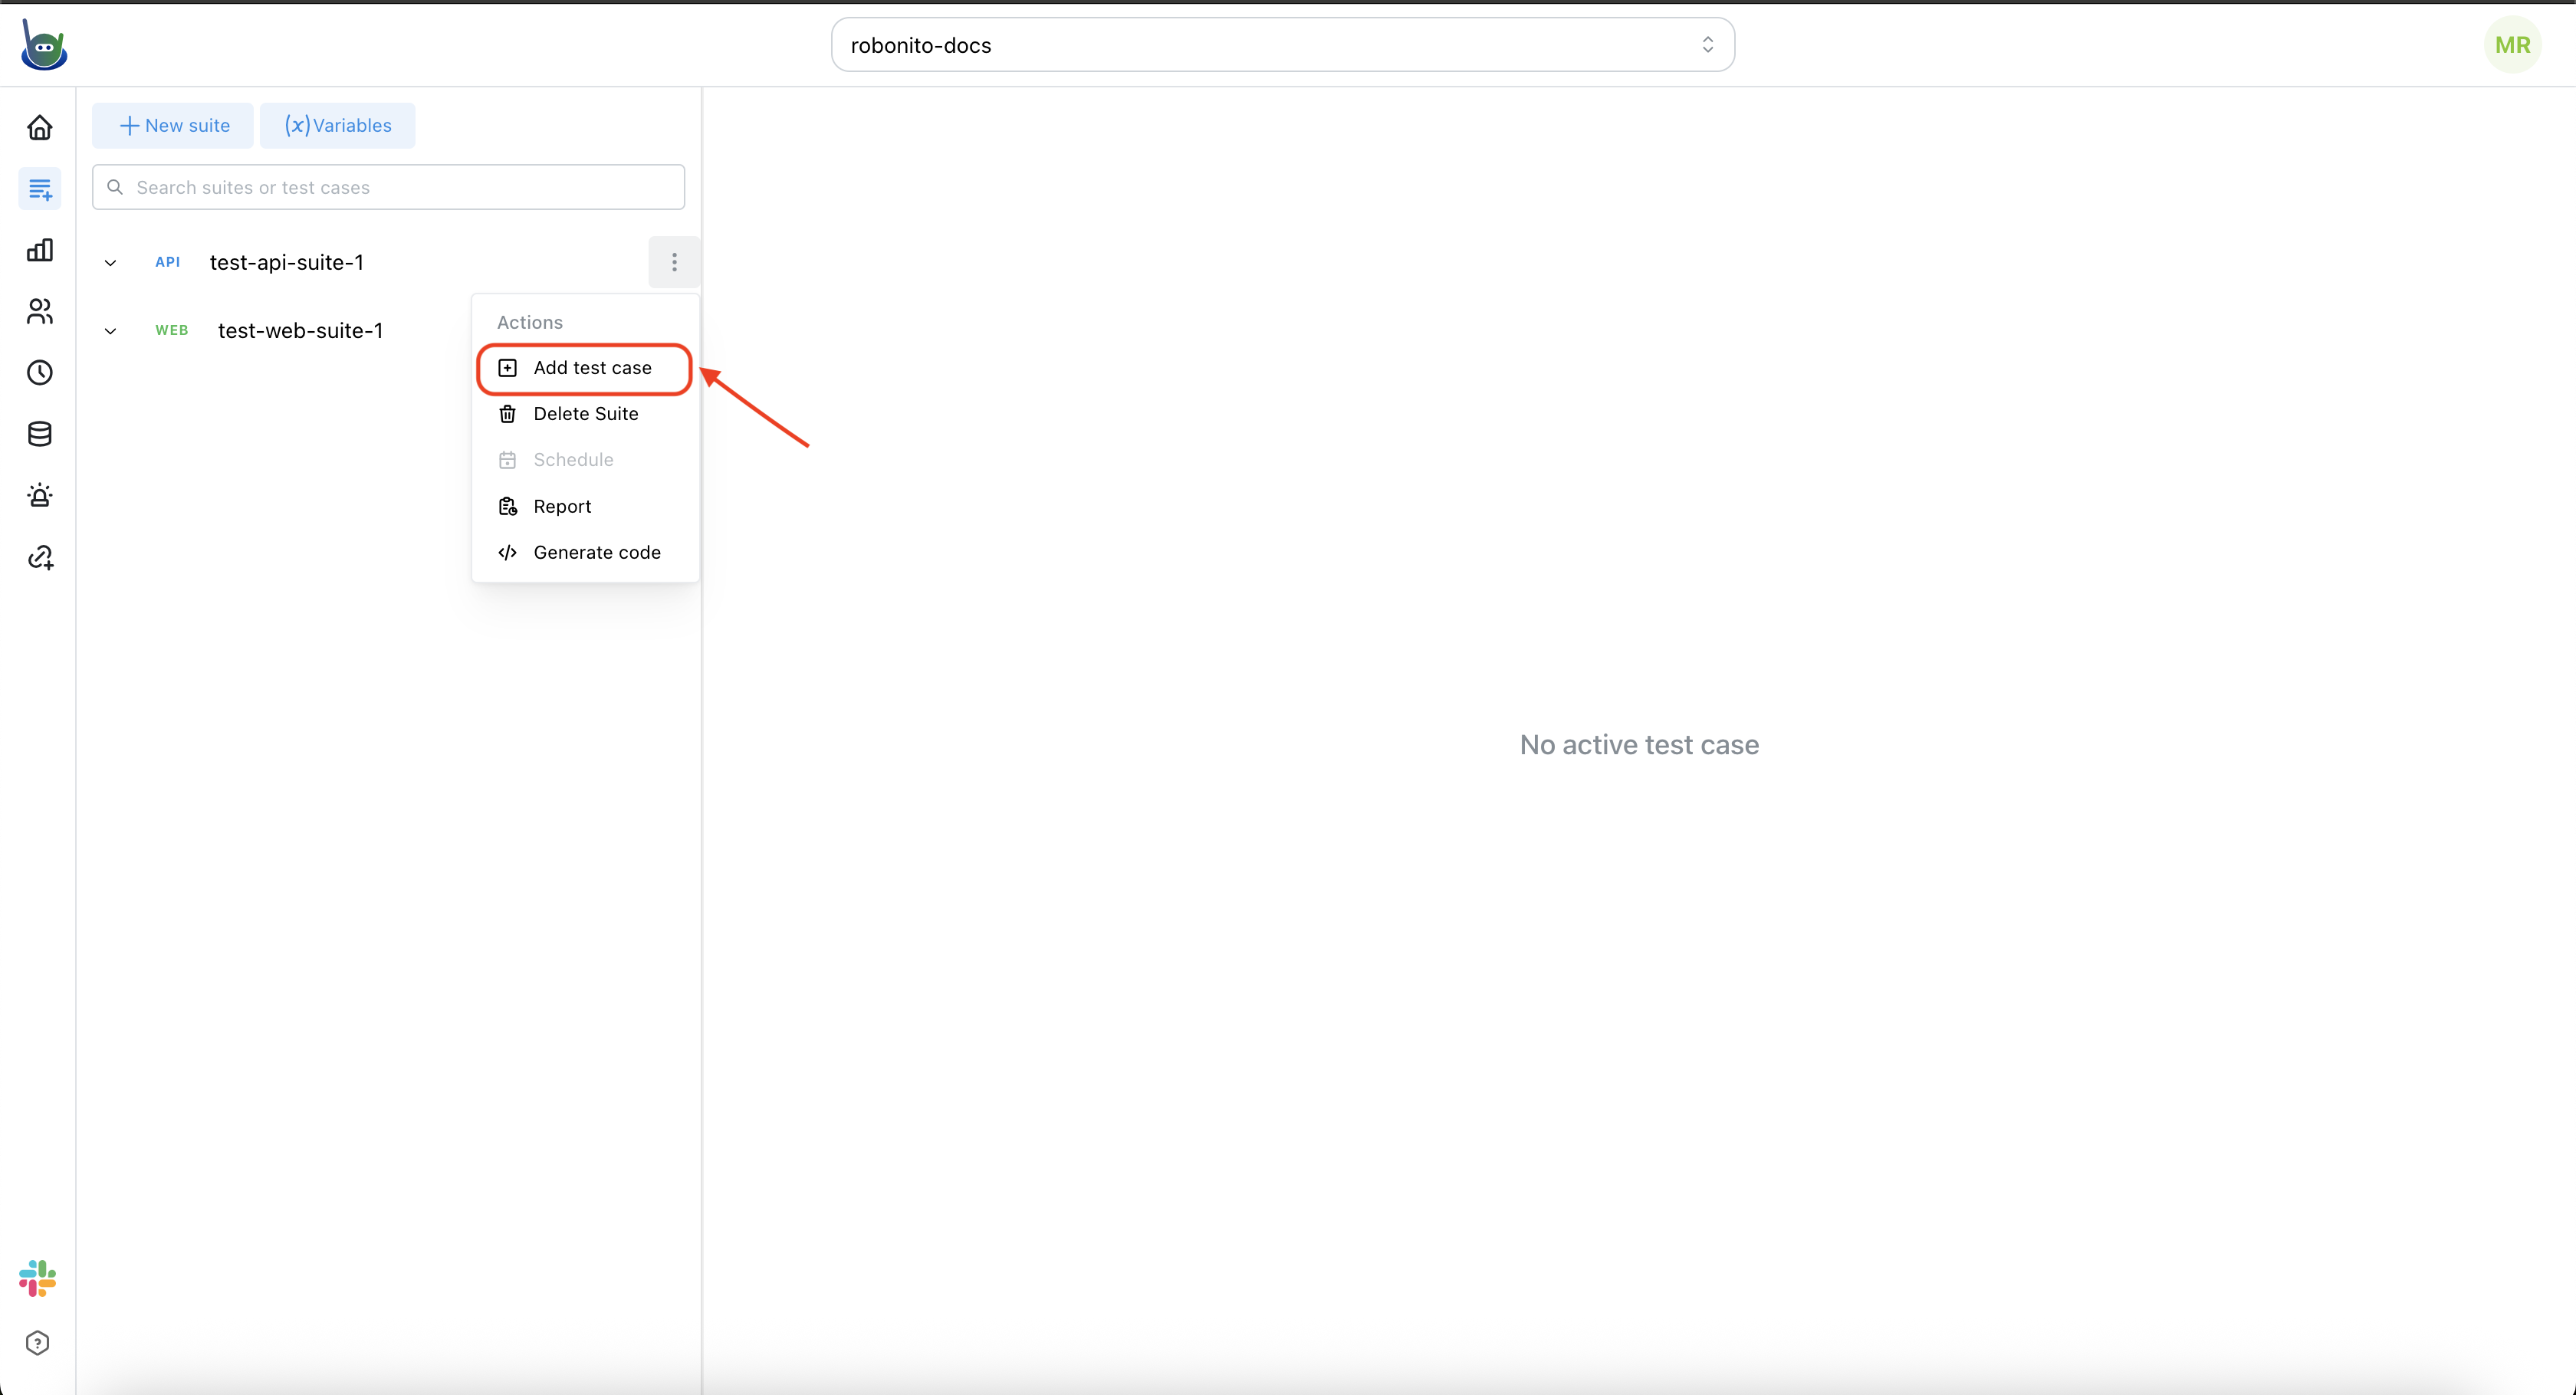 robonito-docs
MR
New suite
(x)Variables
Search suites or test cases
API test-api-suite-1
WEB test-web-suite-1
Actions
Add test case
Delete Suite
Schedule
Report
Generate code
No active test case